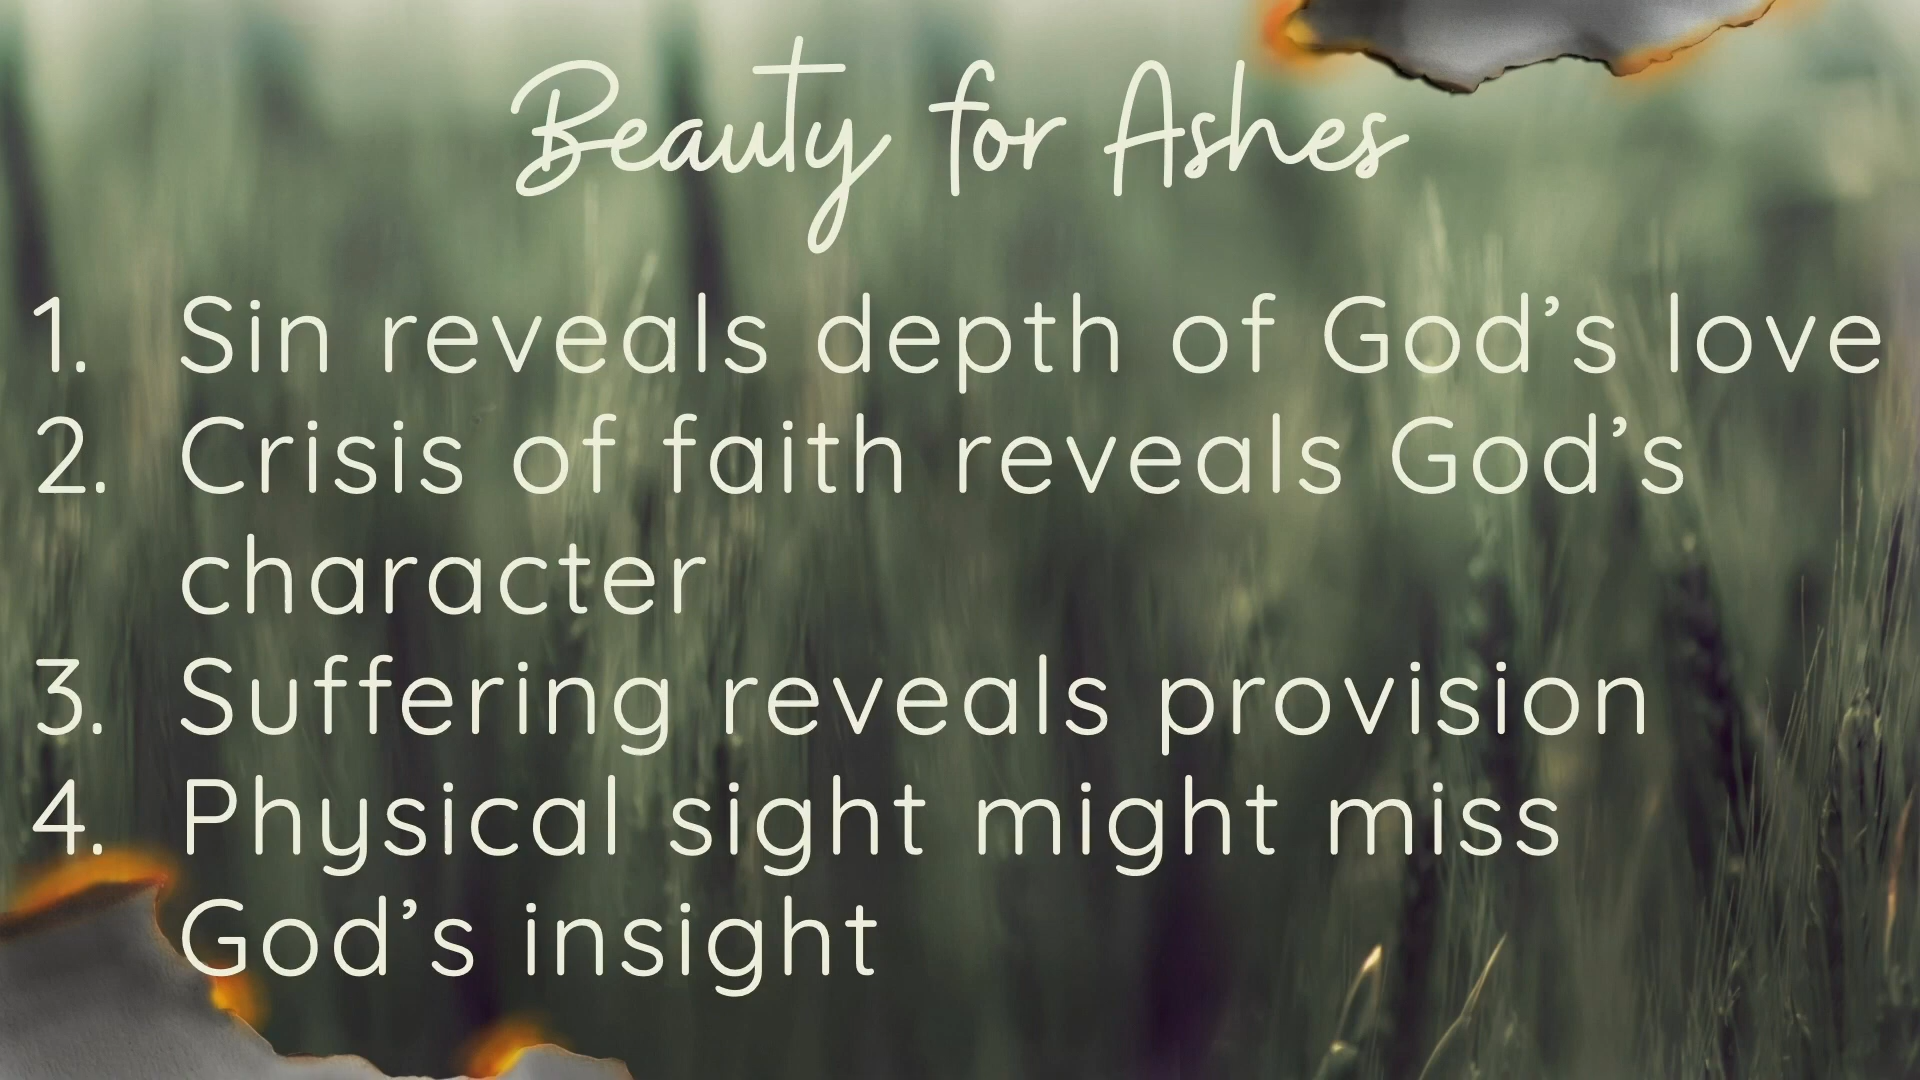 Beauty for Ashes
1. Sin reveals depth of God’s love
2. Crisis of faith reveals God’s
character
3. Suffering reveals provision
4. Physical sight might miss
God’s insight